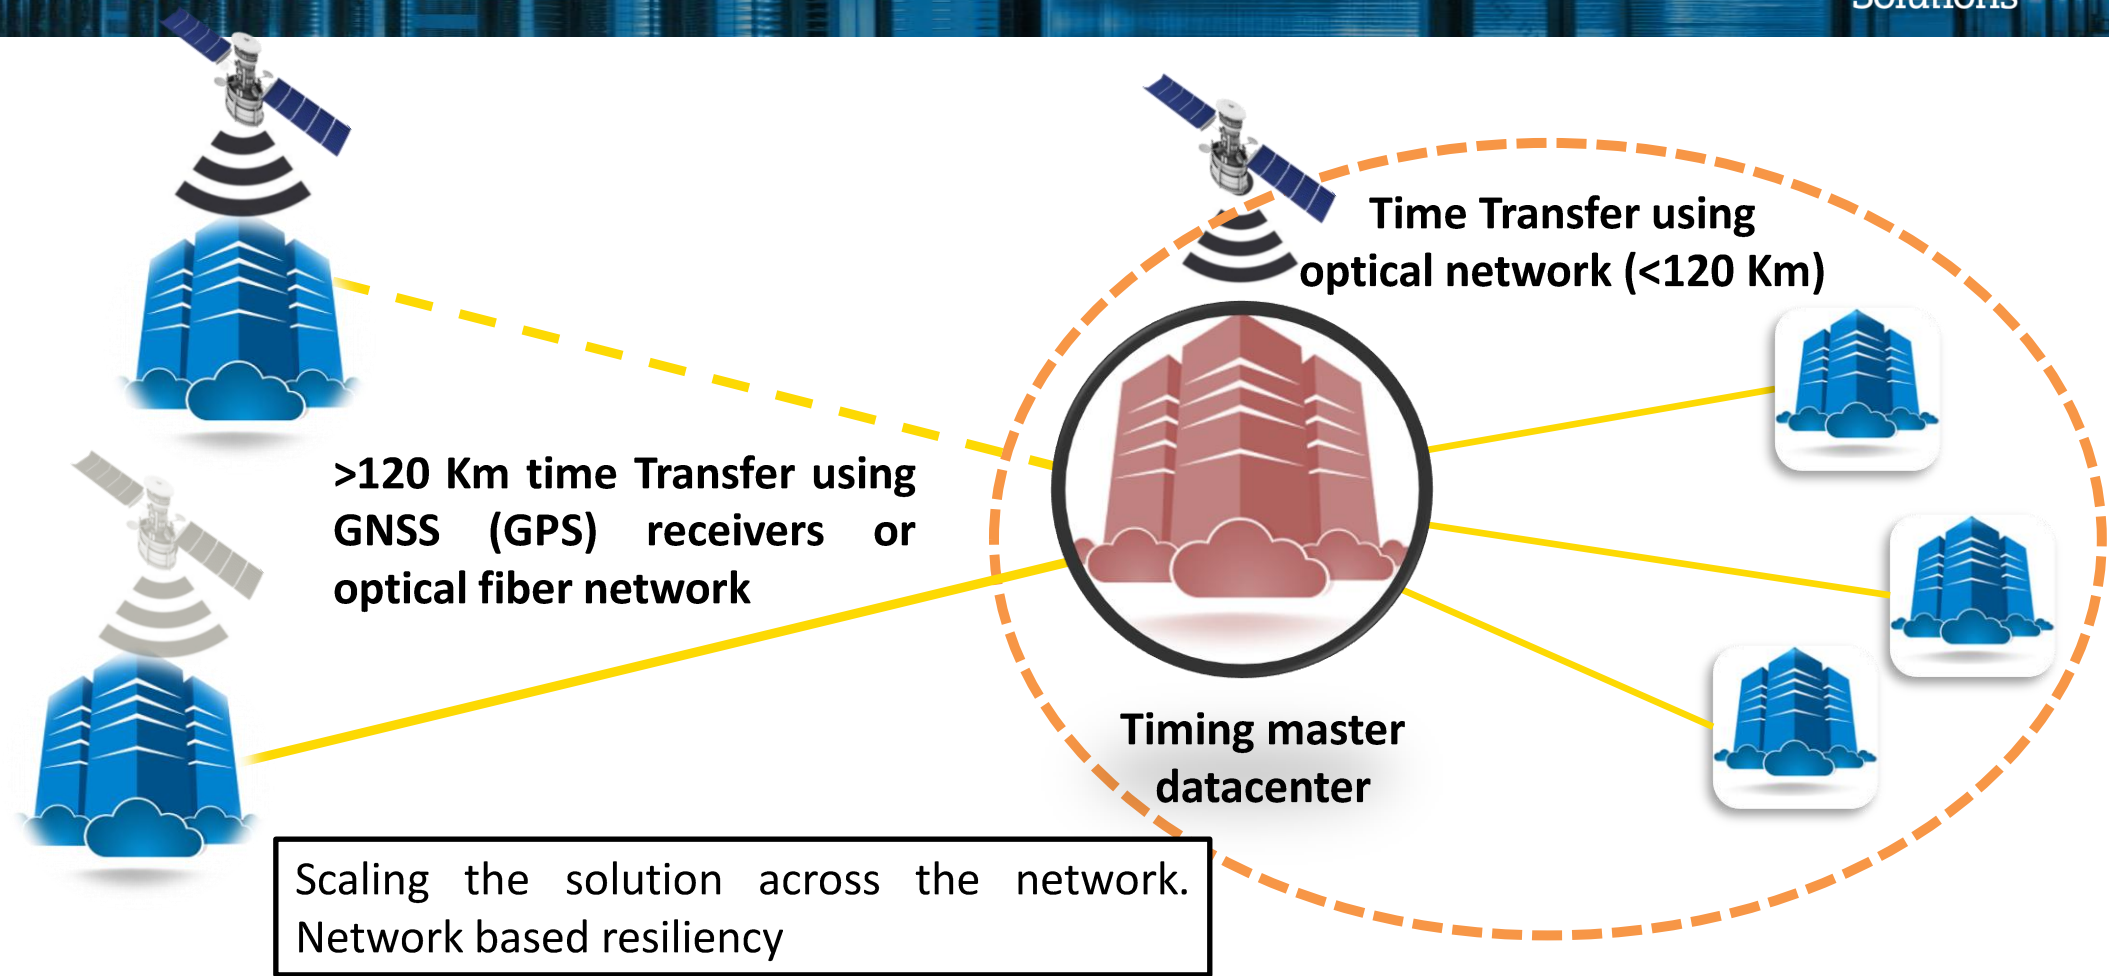 Solutions
Time Transfer using
optical network (<120 Km)
>120 Km time Transfer using
GNSS (GPS) receivers or
optical fiber network
Timing master
datacenter
Scaling the solution across the network.
Network based resiliency